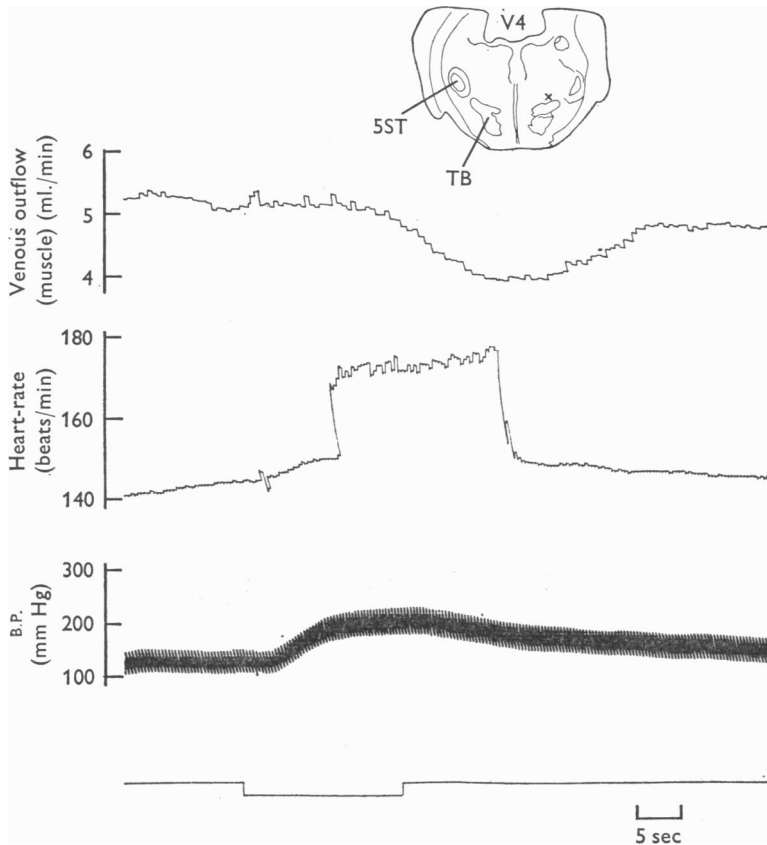 V4
5ST
TB
x
Venous outflow
(muscle) (ml./min)
6
5
4
Heart-rate
(beats/min)
180
160
140
B.P.
(mm Hg)
300
200
100
5 sec